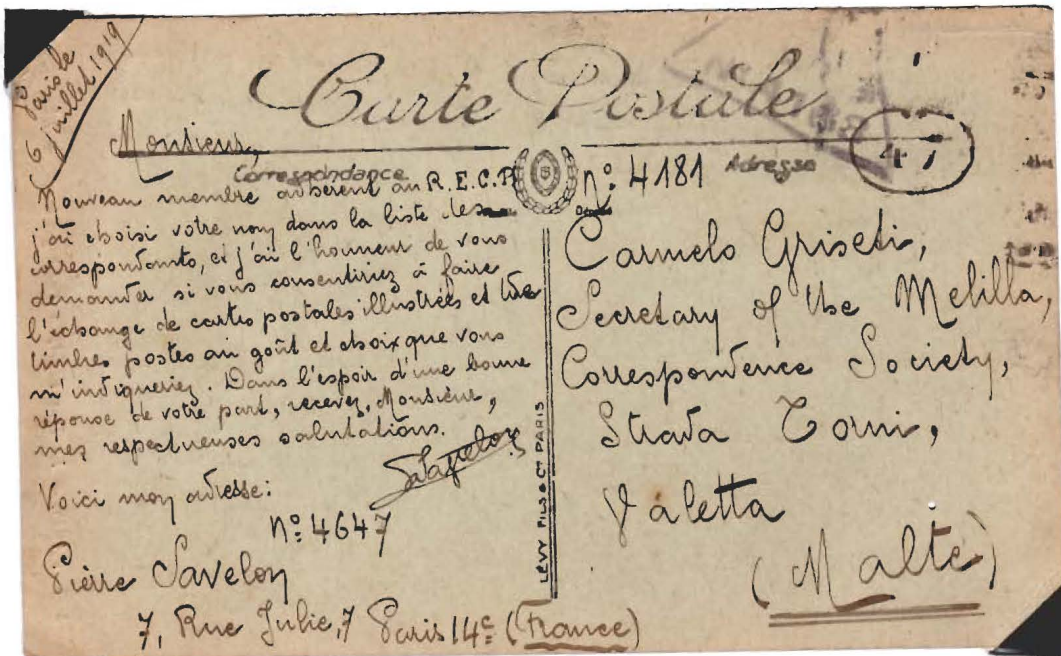 Paris le
6 juillet 1919
Carte Postale
Monsieur,
Correspondance
Nouveau membre adhérent au R.E.C.P.
j'ai choisi votre nom dans la liste des
correspondants, et j'ai l'honneur de vous
demander si vous consentiriez à faire
l'échange de cartes postales illustrées et de
timbres postes au goût et choix que vous
m'indiqueriez. Dans l'espoir d'une bonne
réponse de votre part, recevez, Monsieur,
mes respectueuses salutations.
Voici mon adresse:
N° 4647
Pierre Savelon
7, Rue Julie, 7 Paris 14e (France)
LÉVY FILS & Cie PARIS
Adresse
N° 4181
47
Carmelo Griseti,
Secretary of the Melilla,
Correspondence Society,
Strada Torni,
Valetta
(Malte)